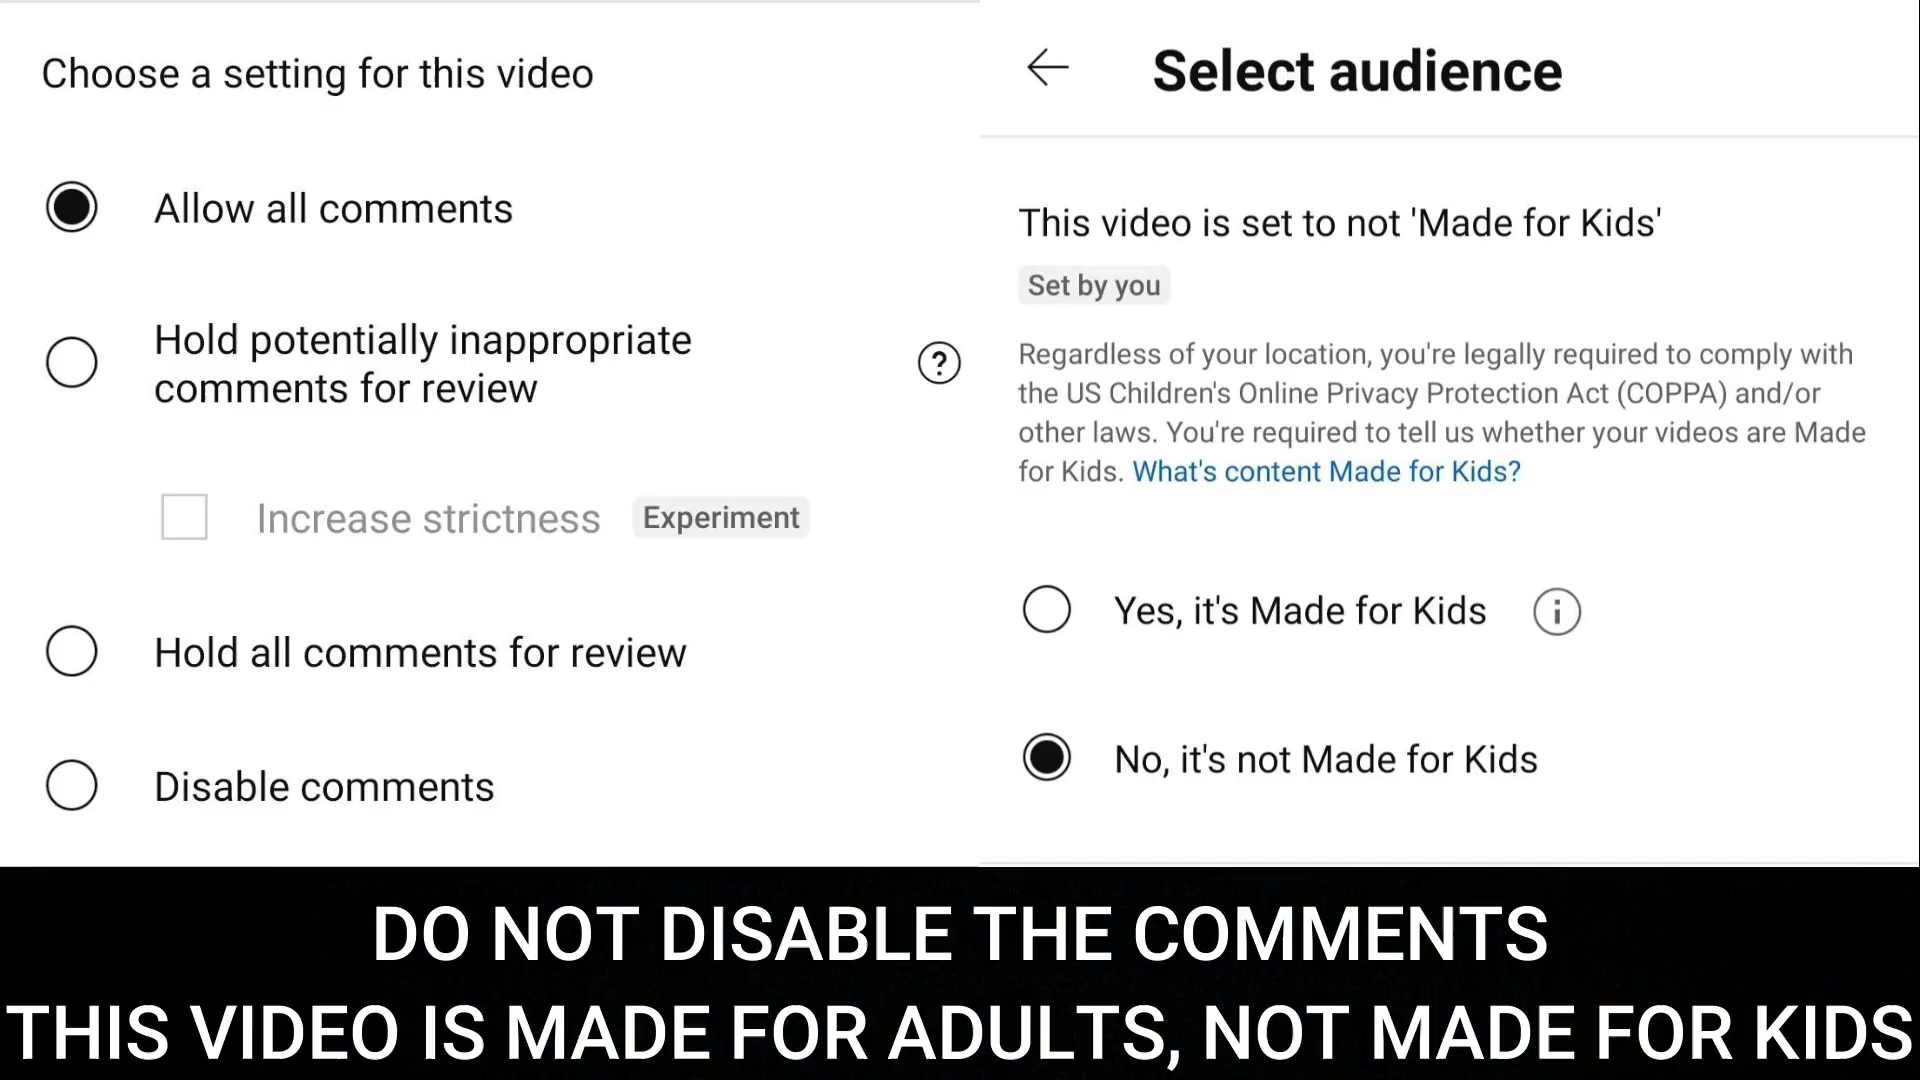 Choose a setting for this video
Allow all comments
Hold potentially inappropriate
comments for review
?
Increase strictness Experiment
Hold all comments for review
Disable comments
Select audience
This video is set to not 'Made for Kids'
Set by you
Regardless of your location, you're legally required to comply with
the US Children's Online Privacy Protection Act (COPPA) and/or
other laws. You're required to tell us whether your videos are Made
for Kids. What's content Made for Kids?
Yes, it's Made for Kids
No, it's not Made for Kids
DO NOT DISABLE THE COMMENTS
THIS VIDEO IS MADE FOR ADULTS, NOT MADE FOR KIDS